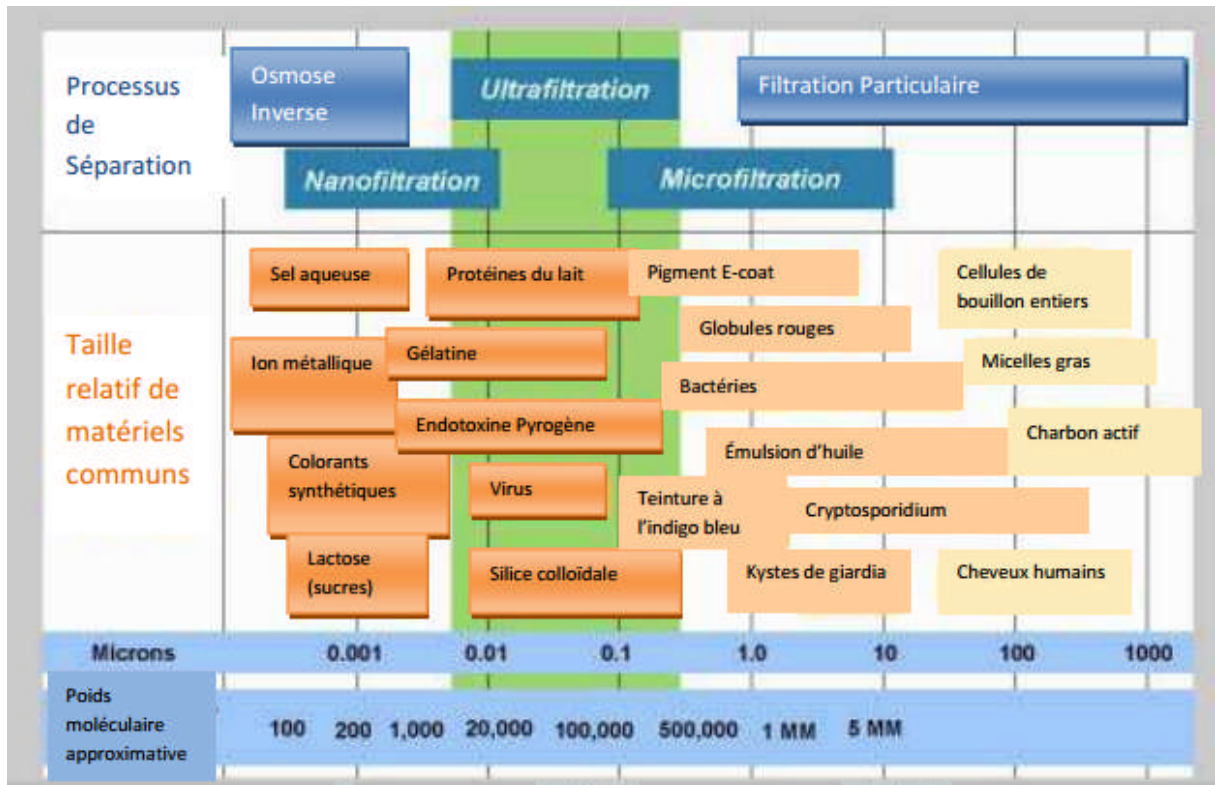 Processus
de
Séparation
Osmose
Inverse
Ultrafiltration
Filtration Particulaire
Nanofiltration
Microfiltration
Taille
relatif de
matériels
communs
Sel aqueuse
Protéines du lait
Pigment E-coat
Cellules de
bouillon entiers
Globules rouges
Ion métallique
Gélatine
Micelles gras
Bactéries
Endotoxine Pyrogène
Charbon actif
Émulsion d'huile
Colorants
synthétiques
Virus
Teinture à
l'indigo bleu
Cryptosporidium
Lactose
(sucres)
Silice colloïdale
Kystes de giardia
Cheveux humains
Microns 0.001 0.01 0.1 1.0 10 100 1000
Poids
moléculaire
approximative
100 200 1,000 20,000 100,000 500,000 1 MM 5 MM